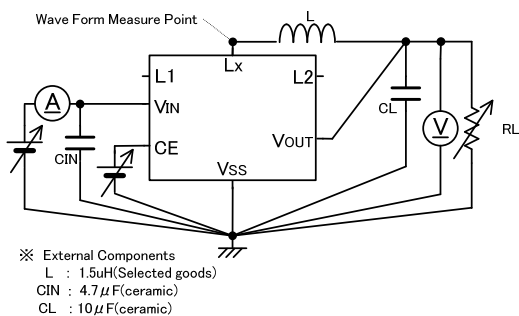 Wave Form Measure Point
L
Lx
L1
L2
A
VIN
CL
V
RL
CIN
CE
VOUT
VSS
※ External Components
L : 1.5uH(Selected goods)
CIN : 4.7μF(ceramic)
CL : 10μF(ceramic)